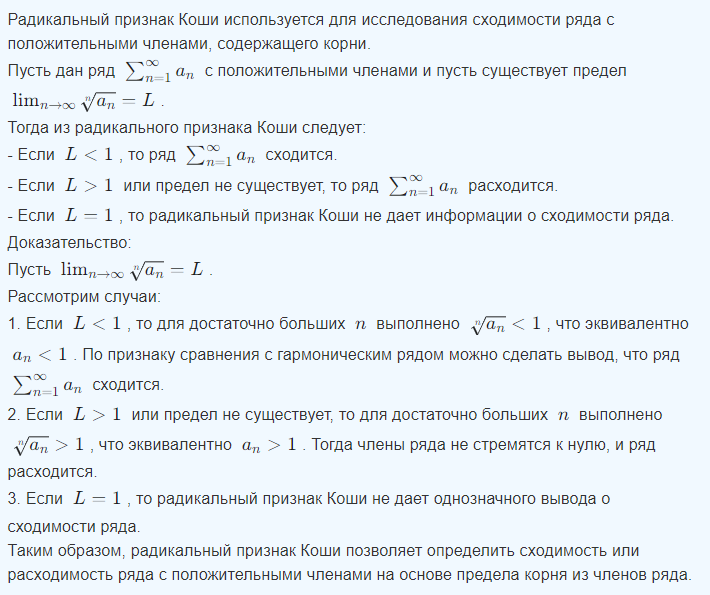 Радикальный признак Коши используется для исследования сходимости ряда с
положительными членами, содержащего корни.
Пусть дан ряд $\sum_{n=1}^{\infty} a_n$ с положительными членами и пусть существует предел
$\lim_{n\to\infty} \sqrt[n]{a_n} = L$ .
Тогда из радикального признака Коши следует:
- Если $L < 1$ , то ряд $\sum_{n=1}^{\infty} a_n$ сходится.
- Если $L > 1$ или предел не существует, то ряд $\sum_{n=1}^{\infty} a_n$ расходится.
- Если $L = 1$ , то радикальный признак Коши не дает информации о сходимости ряда.
Доказательство:
Пусть $\lim_{n\to\infty} \sqrt[n]{a_n} = L$ .
Рассмотрим случаи:
1. Если $L < 1$ , то для достаточно больших $n$ выполнено $\sqrt[n]{a_n} < 1$ , что эквивалентно
$a_n < 1$ . По признаку сравнения с гармоническим рядом можно сделать вывод, что ряд
$\sum_{n=1}^{\infty} a_n$ сходится.
2. Если $L > 1$ или предел не существует, то для достаточно больших $n$ выполнено
$\sqrt[n]{a_n} > 1$ , что эквивалентно $a_n > 1$ . Тогда члены ряда не стремятся к нулю, и ряд
расходится.
3. Если $L = 1$ , то радикальный признак Коши не дает однозначного вывода о
сходимости ряда.
Таким образом, радикальный признак Коши позволяет определить сходимость или
расходимость ряда с положительными членами на основе предела корня из членов ряда.